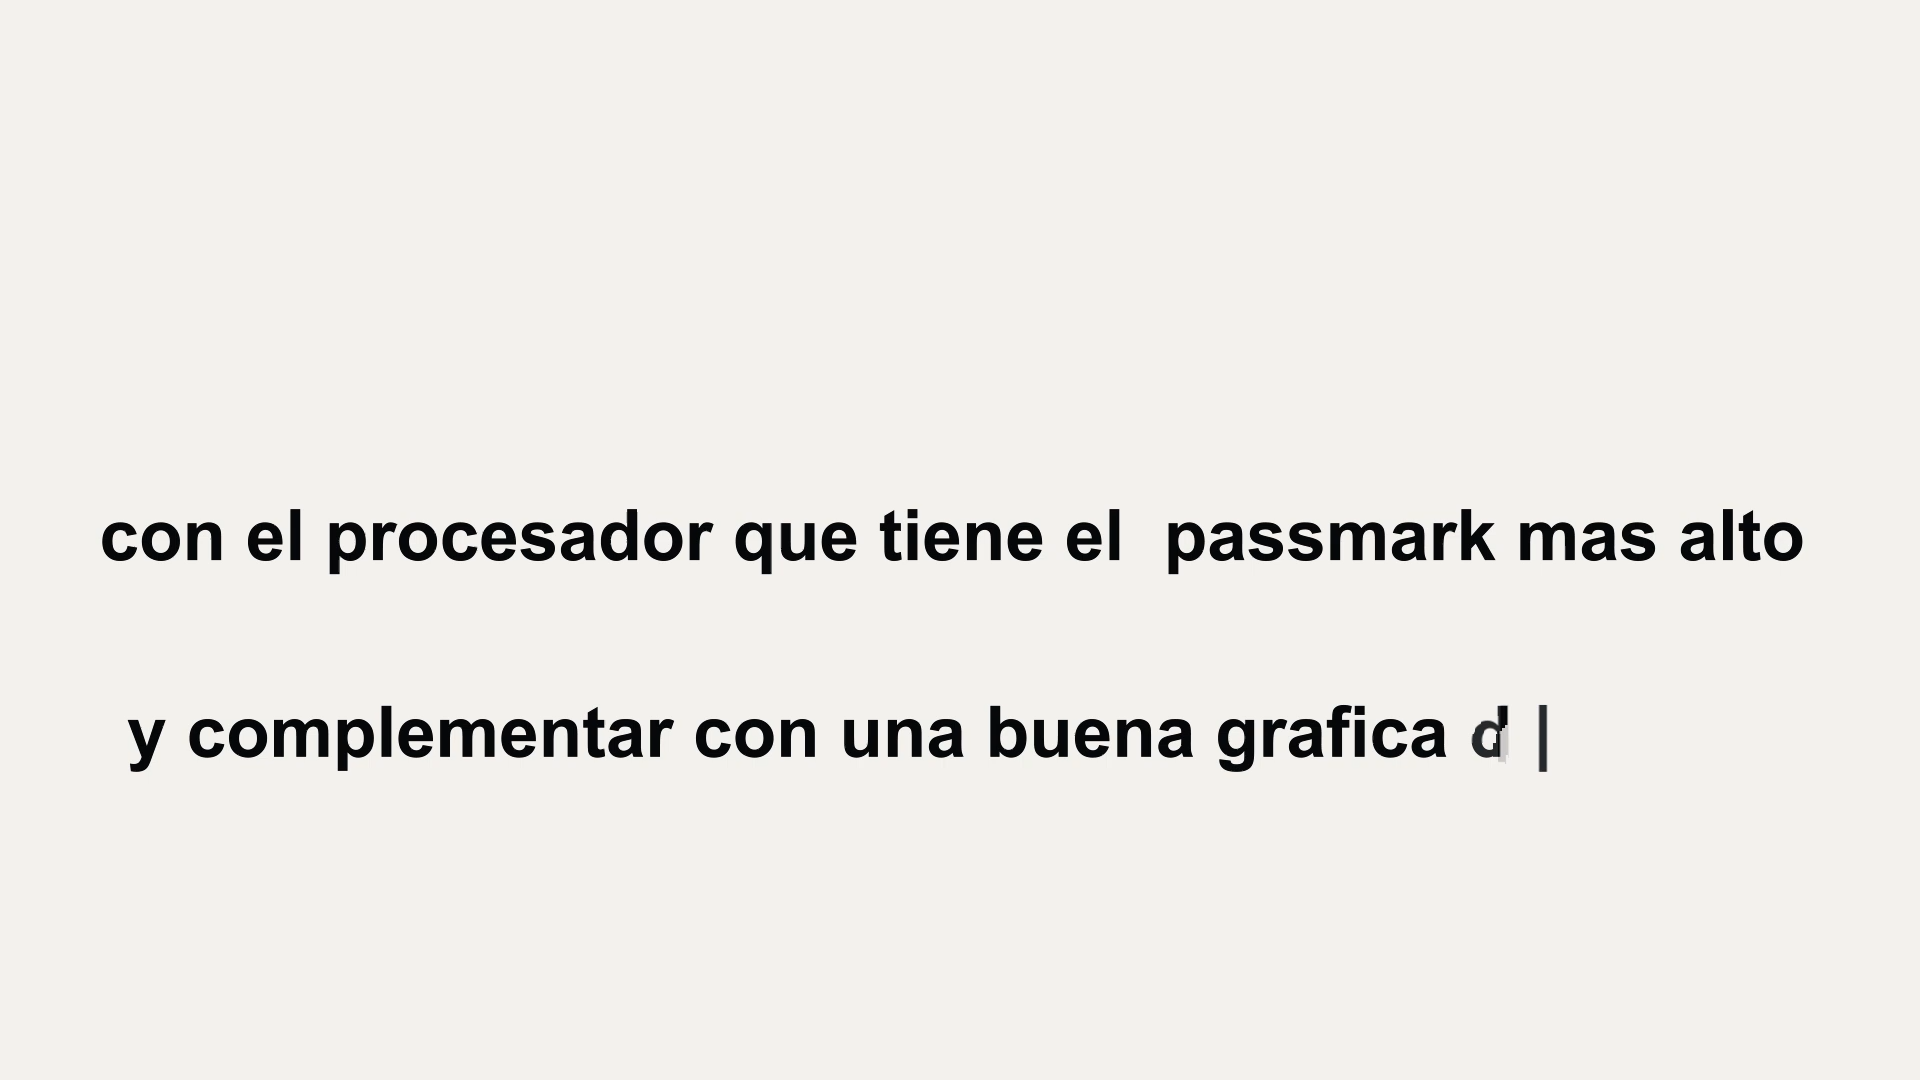 con el procesador que tiene el  passmark mas alto
y complementar con una buena grafica